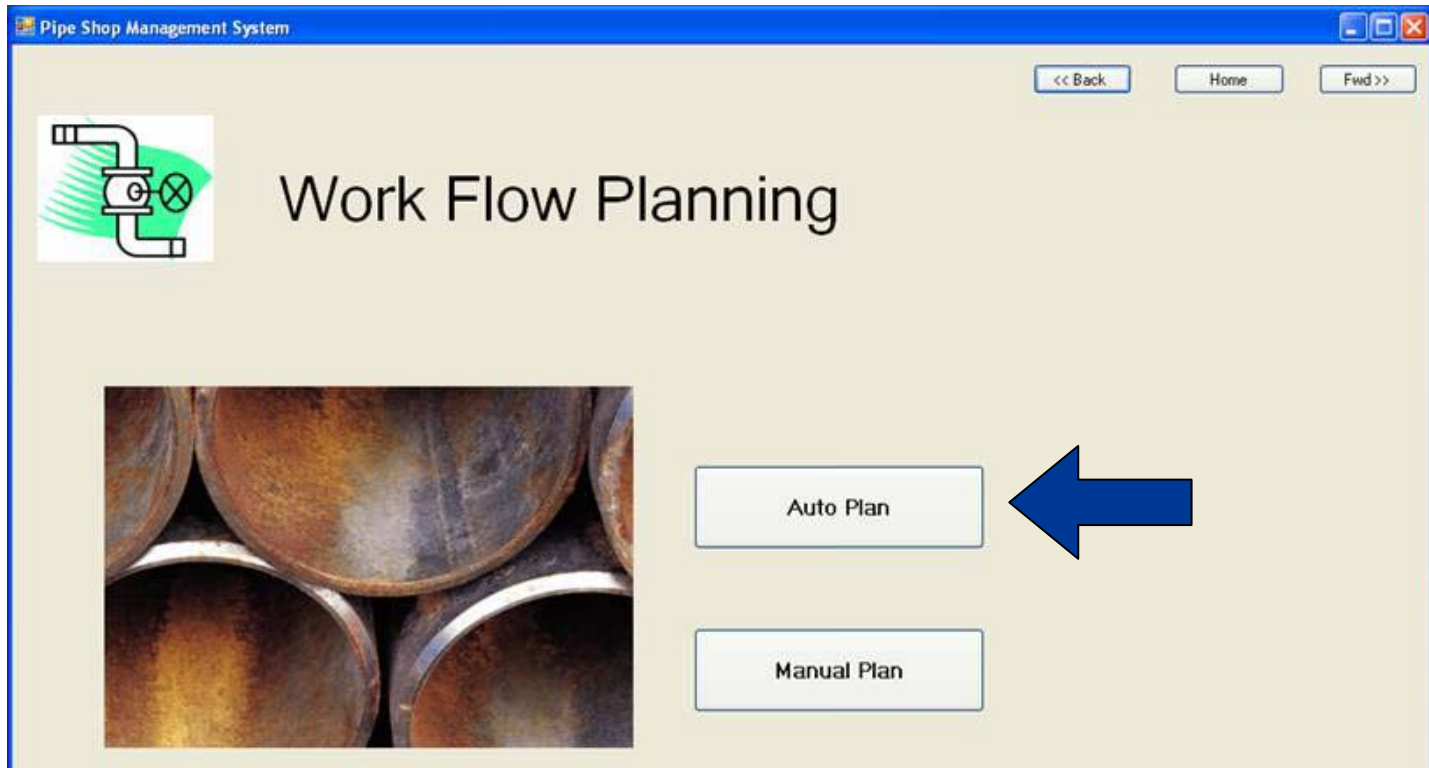 Pipe Shop Management System
<< Back Home Fwd >>
Work Flow Planning
Auto Plan
Manual Plan